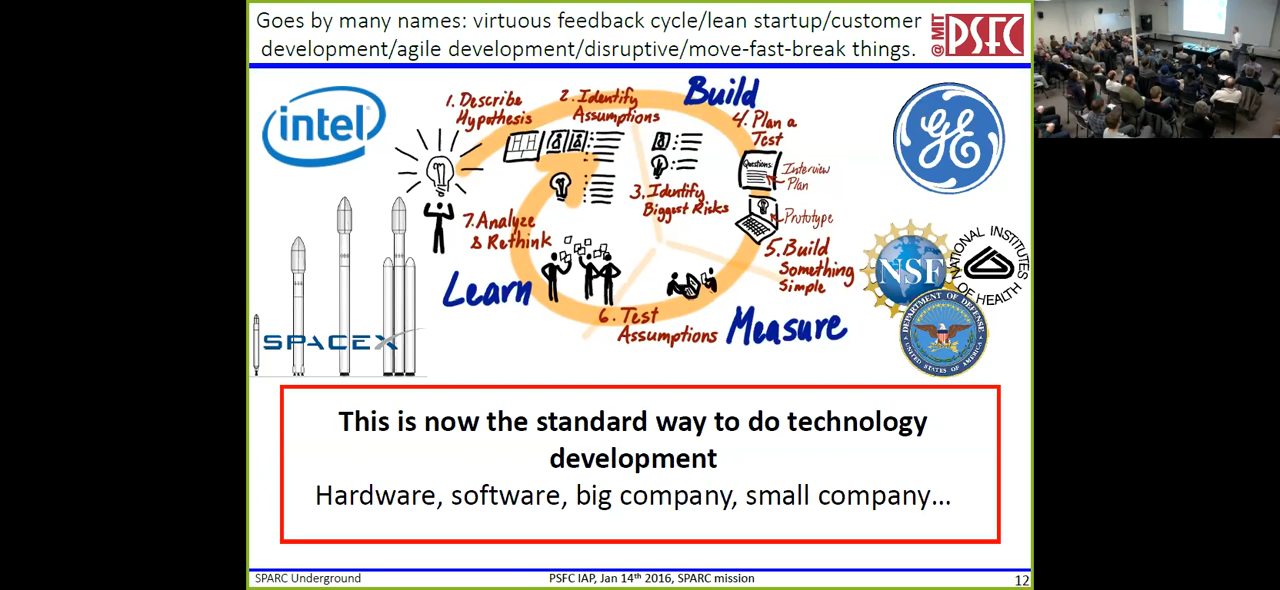 Goes by many names: virtuous feedback cycle/lean startup/customer
development/agile development/disruptive/move-fast-break things.
@ MIT
PSFC
intel
1. Describe
Hypothesis
2. Identify
Assumptions
Build
4. Plan a
Test
Questions:
Interview
Plan
3. Identify
Biggest Risks
Prototype
7. Analyze
& Rethink
5. Build
Something
Simple
Learn
6. Test
Assumptions
Measure
SPACEX
GE
NSF
NATIONAL INSTITUTES
OF HEALTH
DEPARTMENT OF DEFENSE
UNITED STATES OF AMERICA
This is now the standard way to do technology
development
Hardware, software, big company, small company...
SPARC Underground
PSFC IAP, Jan 14th 2016, SPARC mission
12